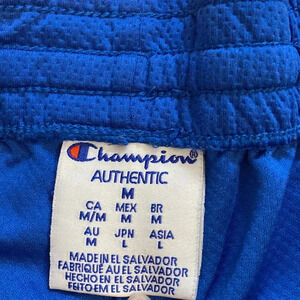 Champion
AUTHENTIC
M
CA MEX BR
M/M M M
AU JPN ASIA
M L L
MADE IN EL SALVADOR
FABRIQUÉ AU EL SALVADOR
HECHO EN EL SALVADOR
FEITO EM EL SALVADOR